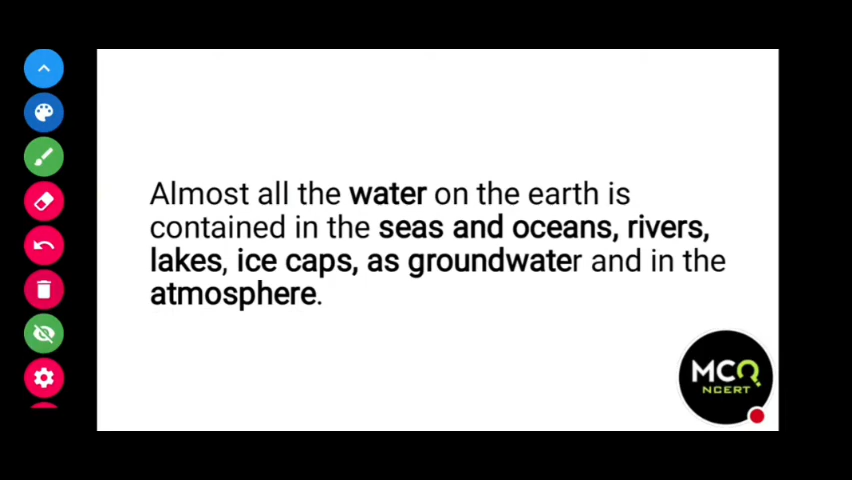 Almost all the water on the earth is
contained in the seas and oceans, rivers,
lakes, ice caps, as groundwater and in the
atmosphere.
MCQ
NCERT